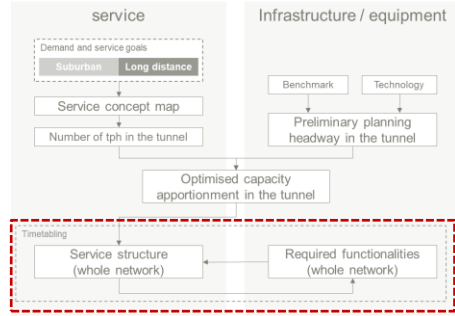 service
Infrastructure / equipment
Demand and service goals
Suburban
Long distance
Benchmark
Technology
Service concept map
Number of tph in the tunnel
Preliminary planning
headway in the tunnel
Optimised capacity
apportionment in the tunnel
Timetabling
Service structure
(whole network)
Required functionalities
(whole network)